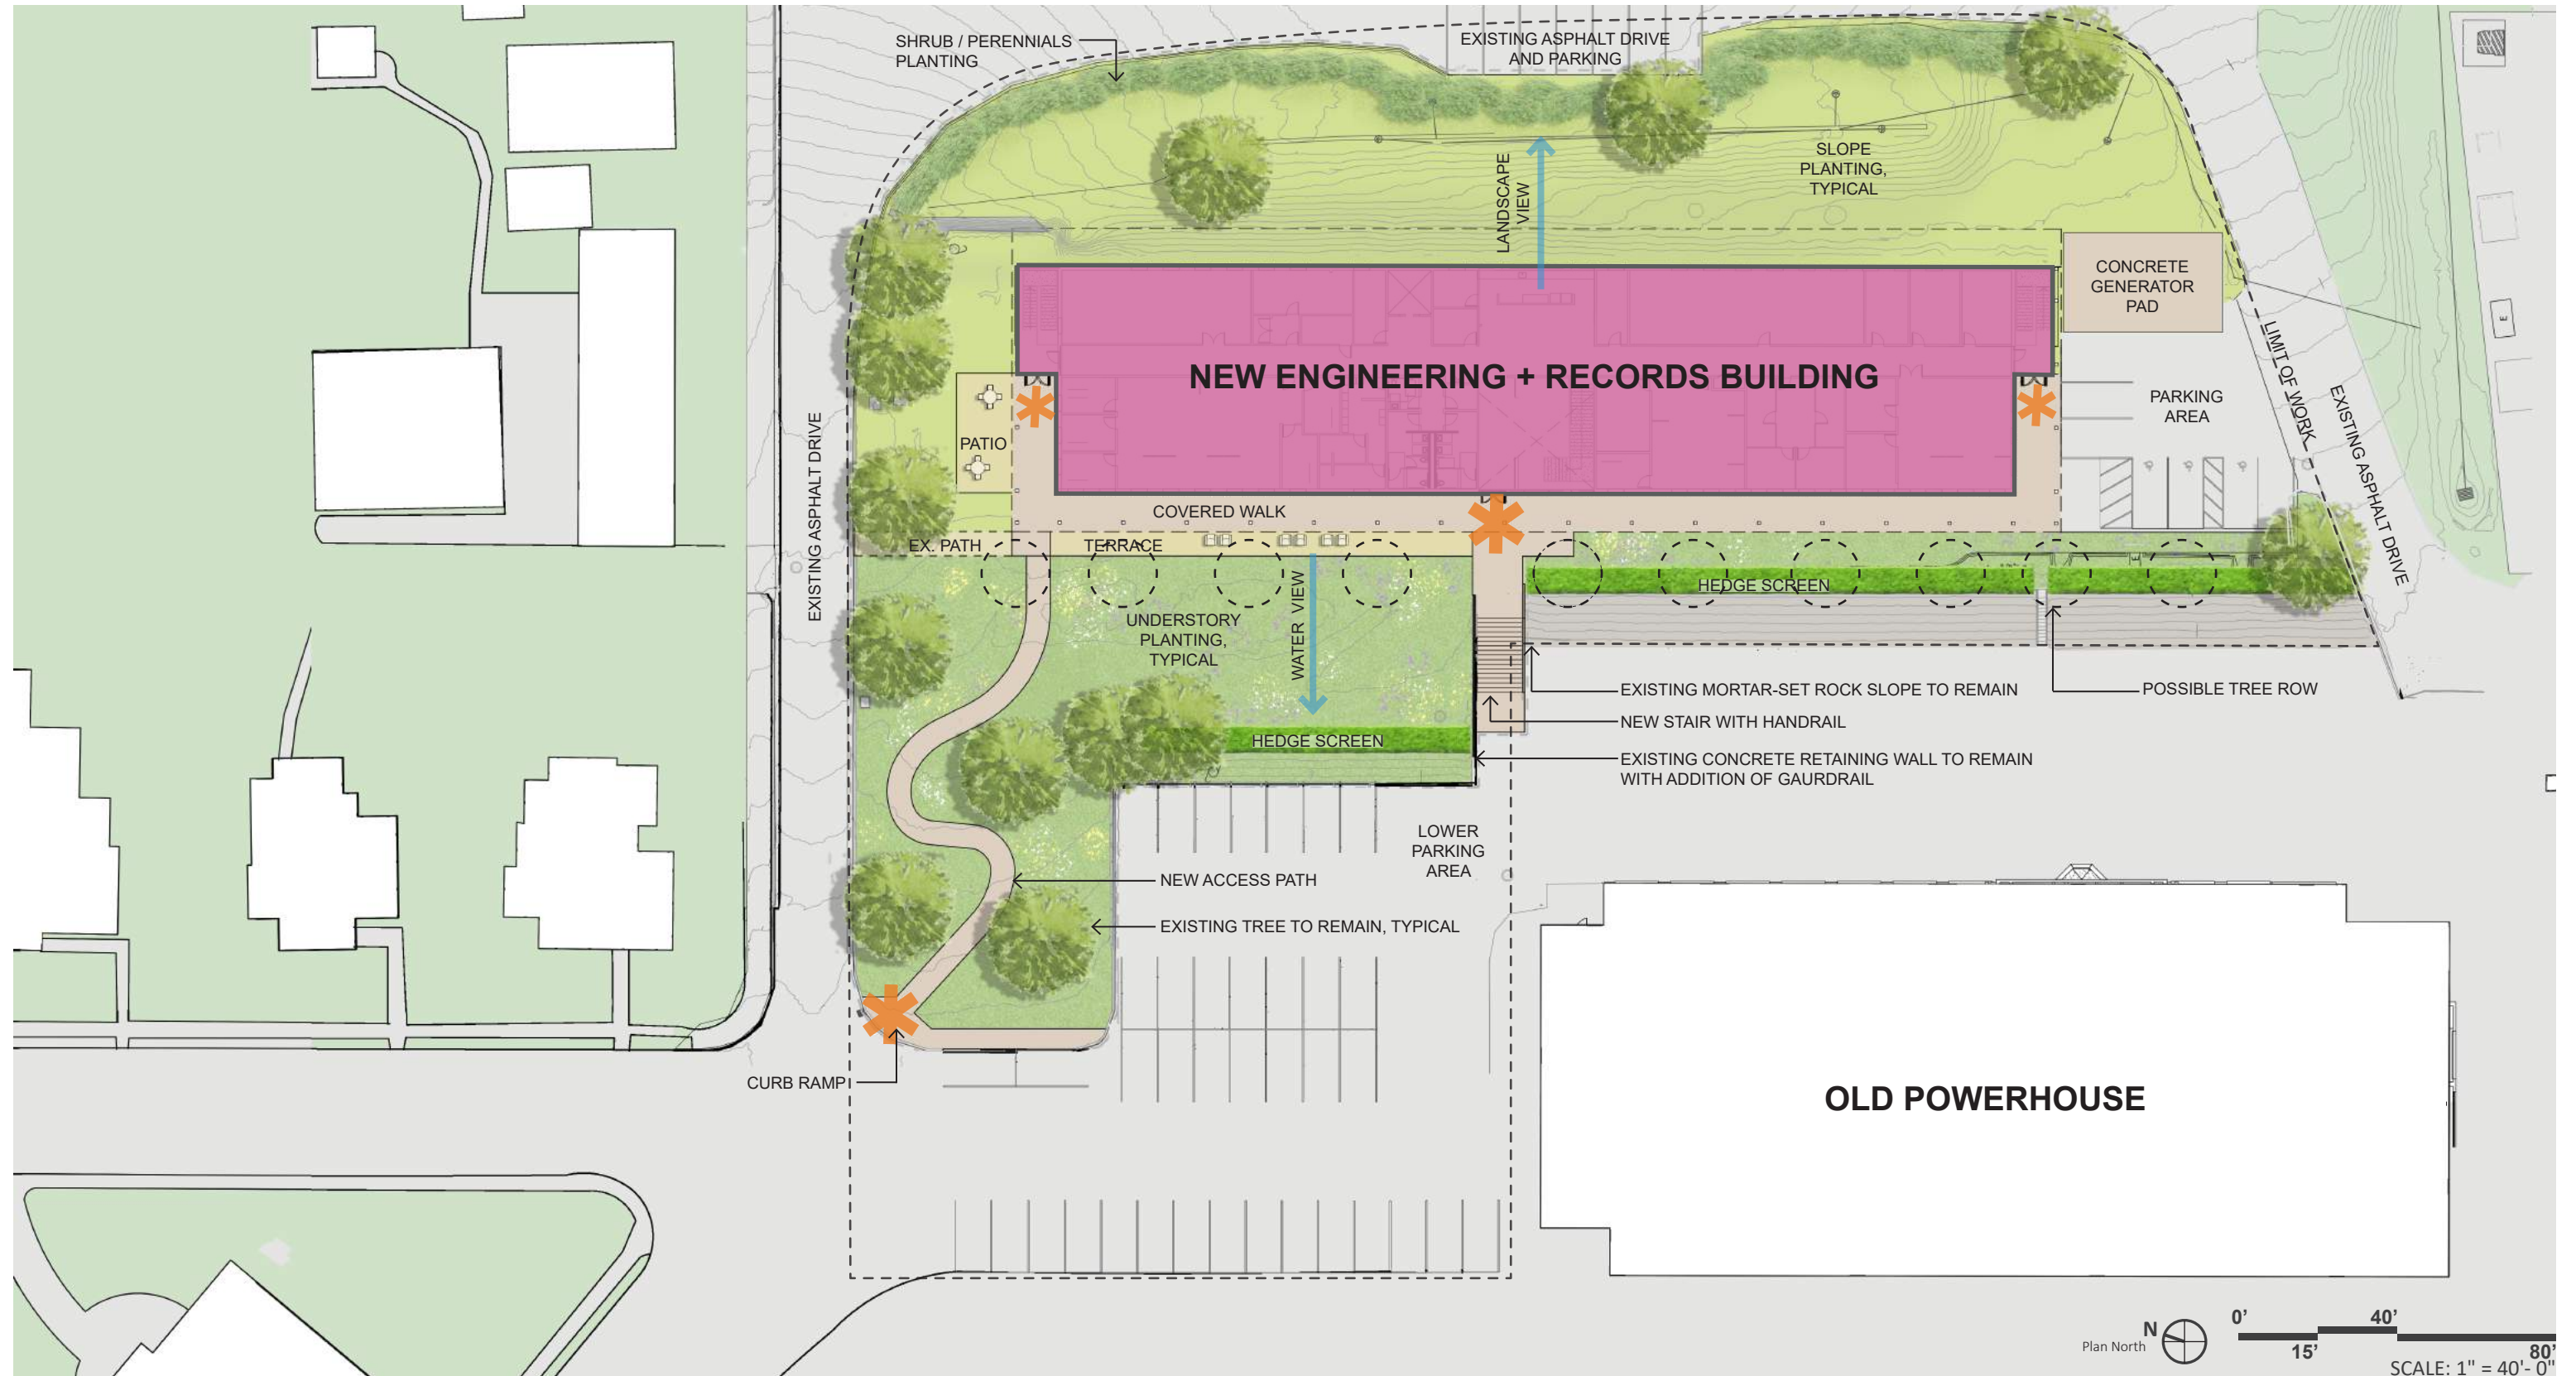 SHRUB / PERENNIALS
PLANTING
EXISTING ASPHALT DRIVE
AND PARKING
SLOPE
PLANTING,
TYPICAL
LANDSCAPE
VIEW
CONCRETE
GENERATOR
PAD
NEW ENGINEERING + RECORDS BUILDING
LIMIT OF WORK
EXISTING ASPHALT DRIVE
PARKING
AREA
EXISTING ASPHALT DRIVE
PATIO
COVERED WALK
EX. PATH
TERRACE
HEDGE SCREEN
UNDERSTORY
PLANTING,
TYPICAL
WATER VIEW
EXISTING MORTAR-SET ROCK SLOPE TO REMAIN
POSSIBLE TREE ROW
NEW STAIR WITH HANDRAIL
HEDGE SCREEN
EXISTING CONCRETE RETAINING WALL TO REMAIN
WITH ADDITION OF GAURDRAIL
LOWER
PARKING
AREA
NEW ACCESS PATH
EXISTING TREE TO REMAIN, TYPICAL
CURB RAMP
OLD POWERHOUSE
N
Plan North
0' 40'
15' 80'
SCALE: 1" = 40'- 0"
E
E